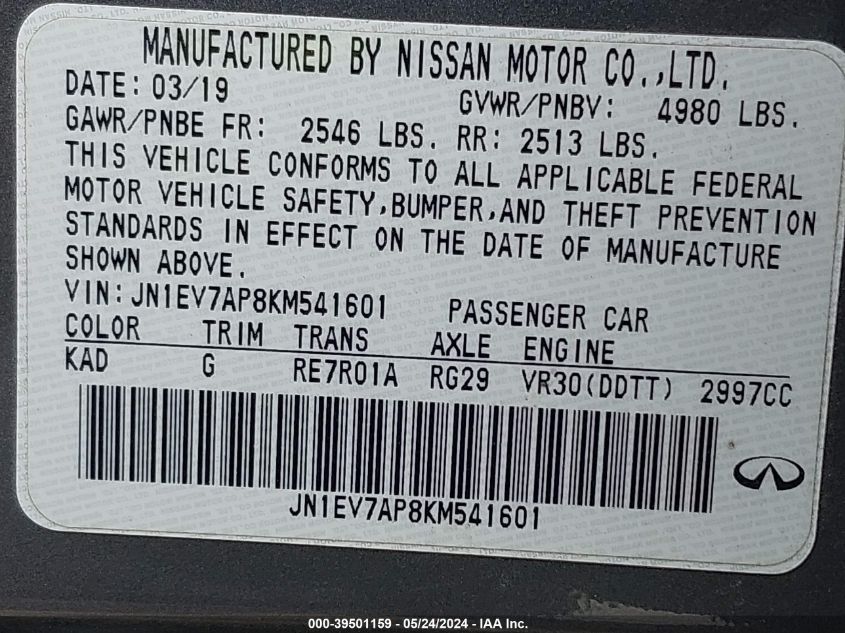 MANUFACTURED BY NISSAN MOTOR CO.,LTD.
DATE: 03/19 GVWR/PNBV: 4980 LBS.
GAWR/PNBE FR: 2546 LBS. RR: 2513 LBS.
THIS VEHICLE CONFORMS TO ALL APPLICABLE FEDERAL
MOTOR VEHICLE SAFETY,BUMPER,AND THEFT PREVENTION
STANDARDS IN EFFECT ON THE DATE OF MANUFACTURE
SHOWN ABOVE.
VIN: JN1EV7AP8KM541601 PASSENGER CAR
COLOR TRIM TRANS AXLE ENGINE
KAD G RE7R01A RG29 VR30(DDTT) 2997CC
JN1EV7AP8KM541601
000-39501159 - 05/24/2024 - IAA Inc.